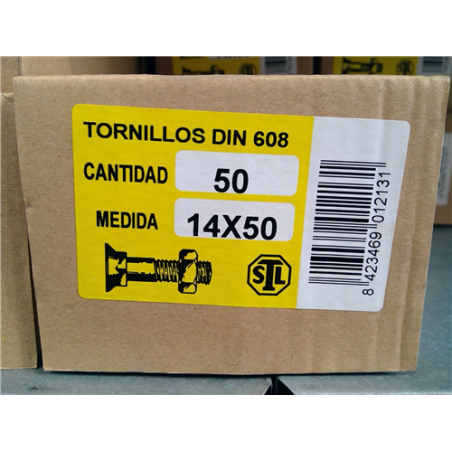 TORNILLOS DIN 608
CANTIDAD 50
MEDIDA 14X50
STL
8 423469 012131